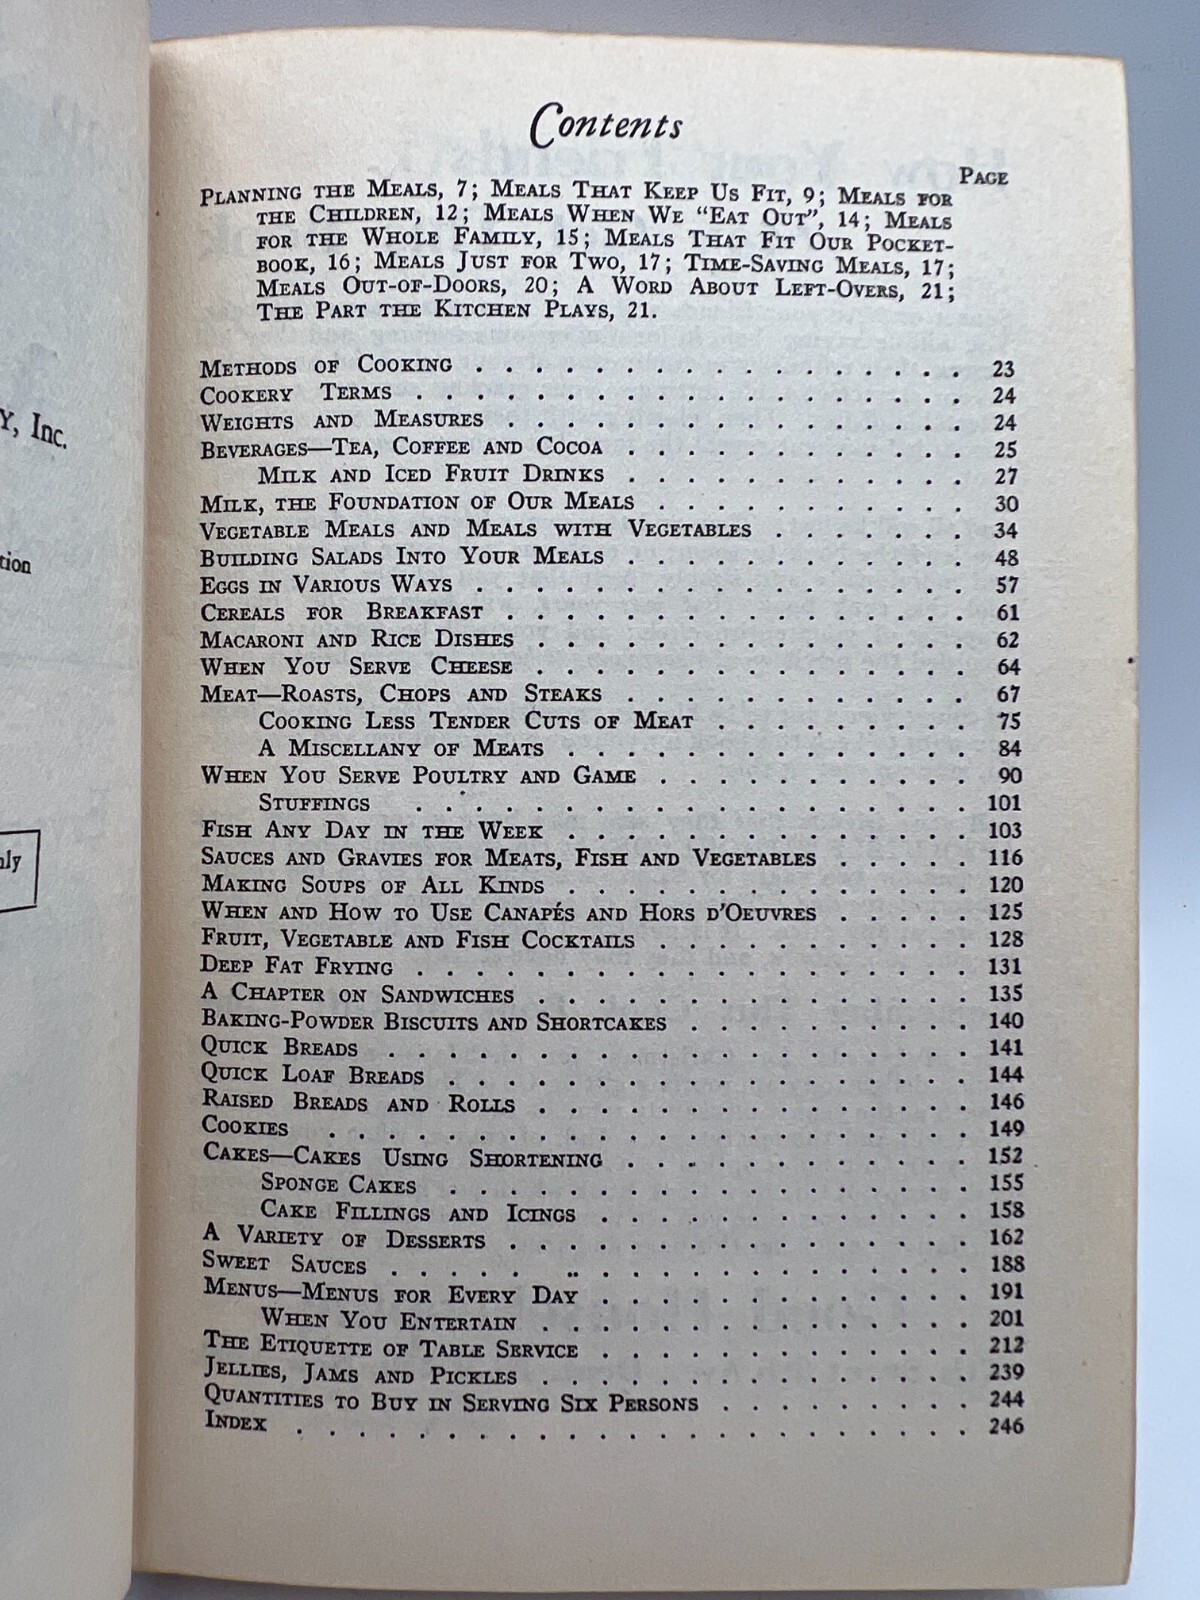 Contents
PAGE
PLANNING THE MEALS, 7; MEALS THAT KEEP US FIT, 9; MEALS FOR
THE CHILDREN, 12; MEALS WHEN WE “EAT OUT”, 14; MEALS
FOR THE WHOLE FAMILY, 15; MEALS THAT FIT OUR POCKET-
BOOK, 16; MEALS JUST FOR TWO, 17; TIME-SAVING MEALS, 17;
MEALS OUT-OF-DOORS, 20; A WORD ABOUT LEFT-OVERS, 21;
THE PART THE KITCHEN PLAYS, 21.
METHODS OF COOKING . . . . . . . . . . . . . . . . . 23
COOKERY TERMS . . . . . . . . . . . . . . . . . . . 24
WEIGHTS AND MEASURES . . . . . . . . . . . . . . . . 24
BEVERAGES—TEA, COFFEE AND COCOA . . . . . . . . . . . . 25
MILK AND ICED FRUIT DRINKS . . . . . . . . . . . . 27
MILK, THE FOUNDATION OF OUR MEALS . . . . . . . . . . . 30
VEGETABLE MEALS AND MEALS WITH VEGETABLES . . . . . . . 34
BUILDING SALADS INTO YOUR MEALS . . . . . . . . . . . . 48
EGGS IN VARIOUS WAYS . . . . . . . . . . . . . . . . . 57
CEREALS FOR BREAKFAST . . . . . . . . . . . . . . . . 61
MACARONI AND RICE DISHES . . . . . . . . . . . . . . . 62
WHEN YOU SERVE CHEESE . . . . . . . . . . . . . . . 64
MEAT—ROASTS, CHOPS AND STEAKS . . . . . . . . . . . . 67
COOKING LESS TENDER CUTS OF MEAT . . . . . . . . . 75
A MISCELLANY OF MEATS . . . . . . . . . . . . . . 84
WHEN YOU SERVE POULTRY AND GAME . . . . . . . . . . . 90
STUFFINGS . . . . . . . . . . . . . . . . . . . 101
FISH ANY DAY IN THE WEEK . . . . . . . . . . . . . . 103
SAUCES AND GRAVIES FOR MEATS, FISH AND VEGETABLES . . . . . 116
MAKING SOUPS OF ALL KINDS . . . . . . . . . . . . . . 120
WHEN AND HOW TO USE CANAPÉS AND HORS D’OEUVRES . . . . . 125
FRUIT, VEGETABLE AND FISH COCKTAILS . . . . . . . . . . . 128
DEEP FAT FRYING . . . . . . . . . . . . . . . . . . . 131
A CHAPTER ON SANDWICHES . . . . . . . . . . . . . . . 135
BAKING-POWDER BISCUITS AND SHORTCAKES . . . . . . . . . . 140
QUICK BREADS . . . . . . . . . . . . . . . . . . . . 141
QUICK LOAF BREADS . . . . . . . . . . . . . . . . . . 144
RAISED BREADS AND ROLLS . . . . . . . . . . . . . . . 146
COOKIES . . . . . . . . . . . . . . . . . . . . . . 149
CAKES—CAKES USING SHORTENING . . . . . . . . . . . . 152
SPONGE CAKES . . . . . . . . . . . . . . . . . . 155
CAKE FILLINGS AND ICINGS . . . . . . . . . . . . . 158
A VARIETY OF DESSERTS . . . . . . . . . . . . . . . . 162
SWEET SAUCES . . . . . . . . . . . . . . . . . . . . 188
MENUS—MENUS FOR EVERY DAY . . . . . . . . . . . . . 191
WHEN YOU ENTERTAIN . . . . . . . . . . . . . . . 201
THE ETIQUETTE OF TABLE SERVICE . . . . . . . . . . . . . 212
JELLIES, JAMS AND PICKLES . . . . . . . . . . . . . . . 239
QUANTITIES TO BUY IN SERVING SIX PERSONS . . . . . . . . . 244
INDEX . . . . . . . . . . . . . . . . . . . . . . . 246
Inc.